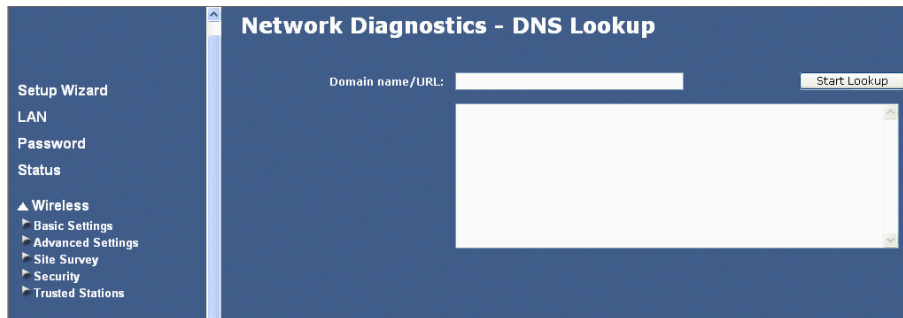 Network Diagnostics - DNS Lookup
Domain name/URL:
Start Lookup
Setup Wizard
LAN
Password
Status
Wireless
Basic Settings
Advanced Settings
Site Survey
Security
Trusted Stations